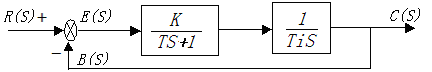 R(S)+
E(S)
K
TS+1
1
TiS
C(S)
−
B(S)